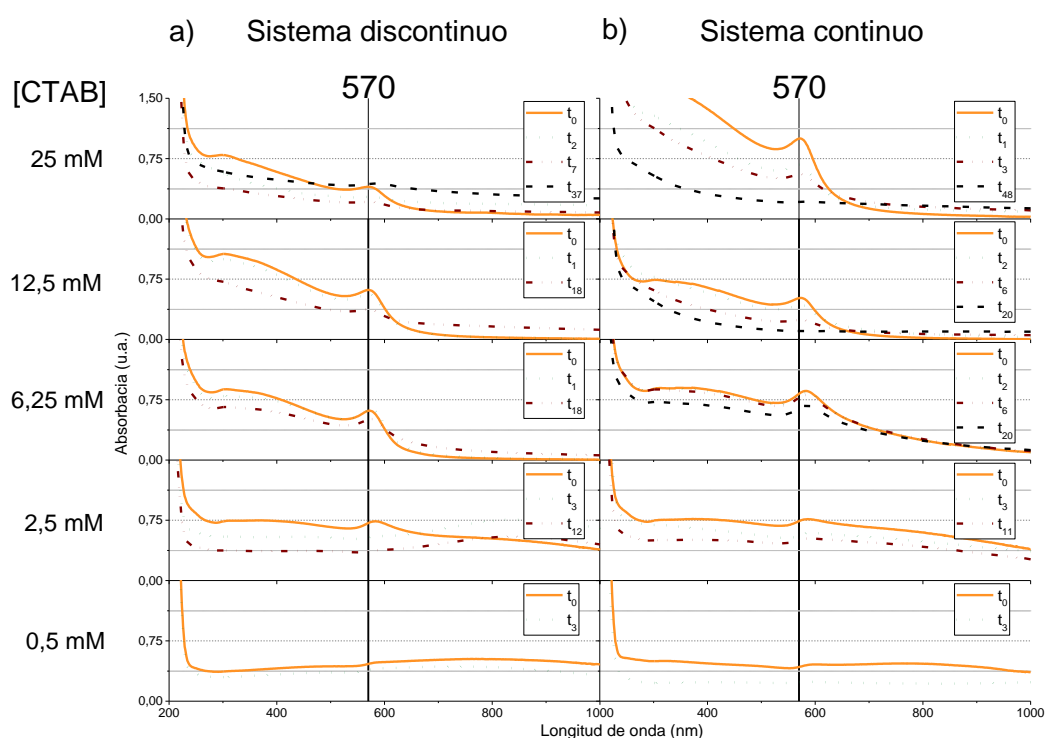 a) Sistema discontinuo
b) Sistema continuo
[CTAB]
570
570
25 mM
12,5 mM
6,25 mM
2,5 mM
0,5 mM
Absorbacia (u.a.)
1,50
0,75
0,00
0,75
0,00
0,75
0,00
0,75
0,00
0,75
0,00
t0
t2
t7
t37
t0
t1
t3
t48
t0
t1
t18
t0
t2
t6
t20
t0
t1
t18
t0
t2
t6
t20
t0
t3
t12
t0
t3
t11
t0
t3
t0
t3
200 400 600 800 1000 400 600 800 1000
Longitud de onda (nm)